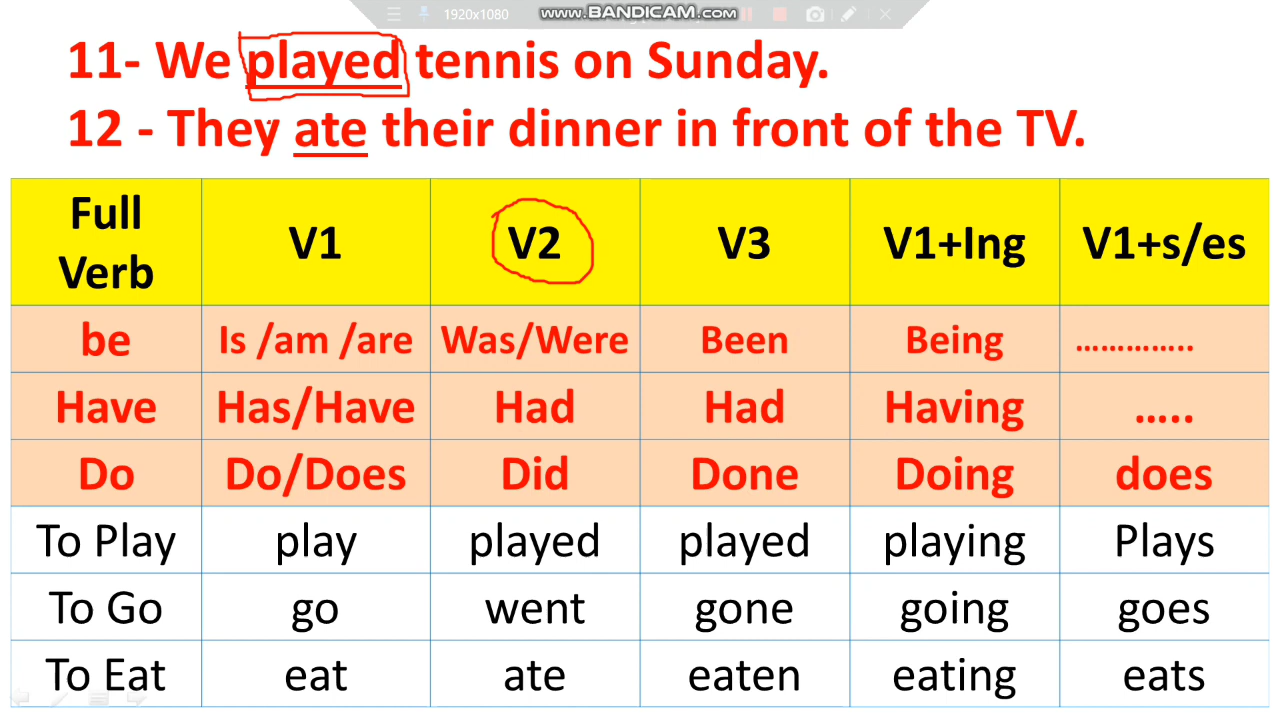 1920x1080
www.BANDICAM.com
11- We played tennis on Sunday.
12 - They ate their dinner in front of the TV.
Full Verb V1 V2 V3 V1+Ing V1+s/es
be Is /am /are Was/Were Been Being …………..
Have Has/Have Had Had Having …..
Do Do/Does Did Done Doing does
To Play play played played playing Plays
To Go go went gone going goes
To Eat eat ate eaten eating eats